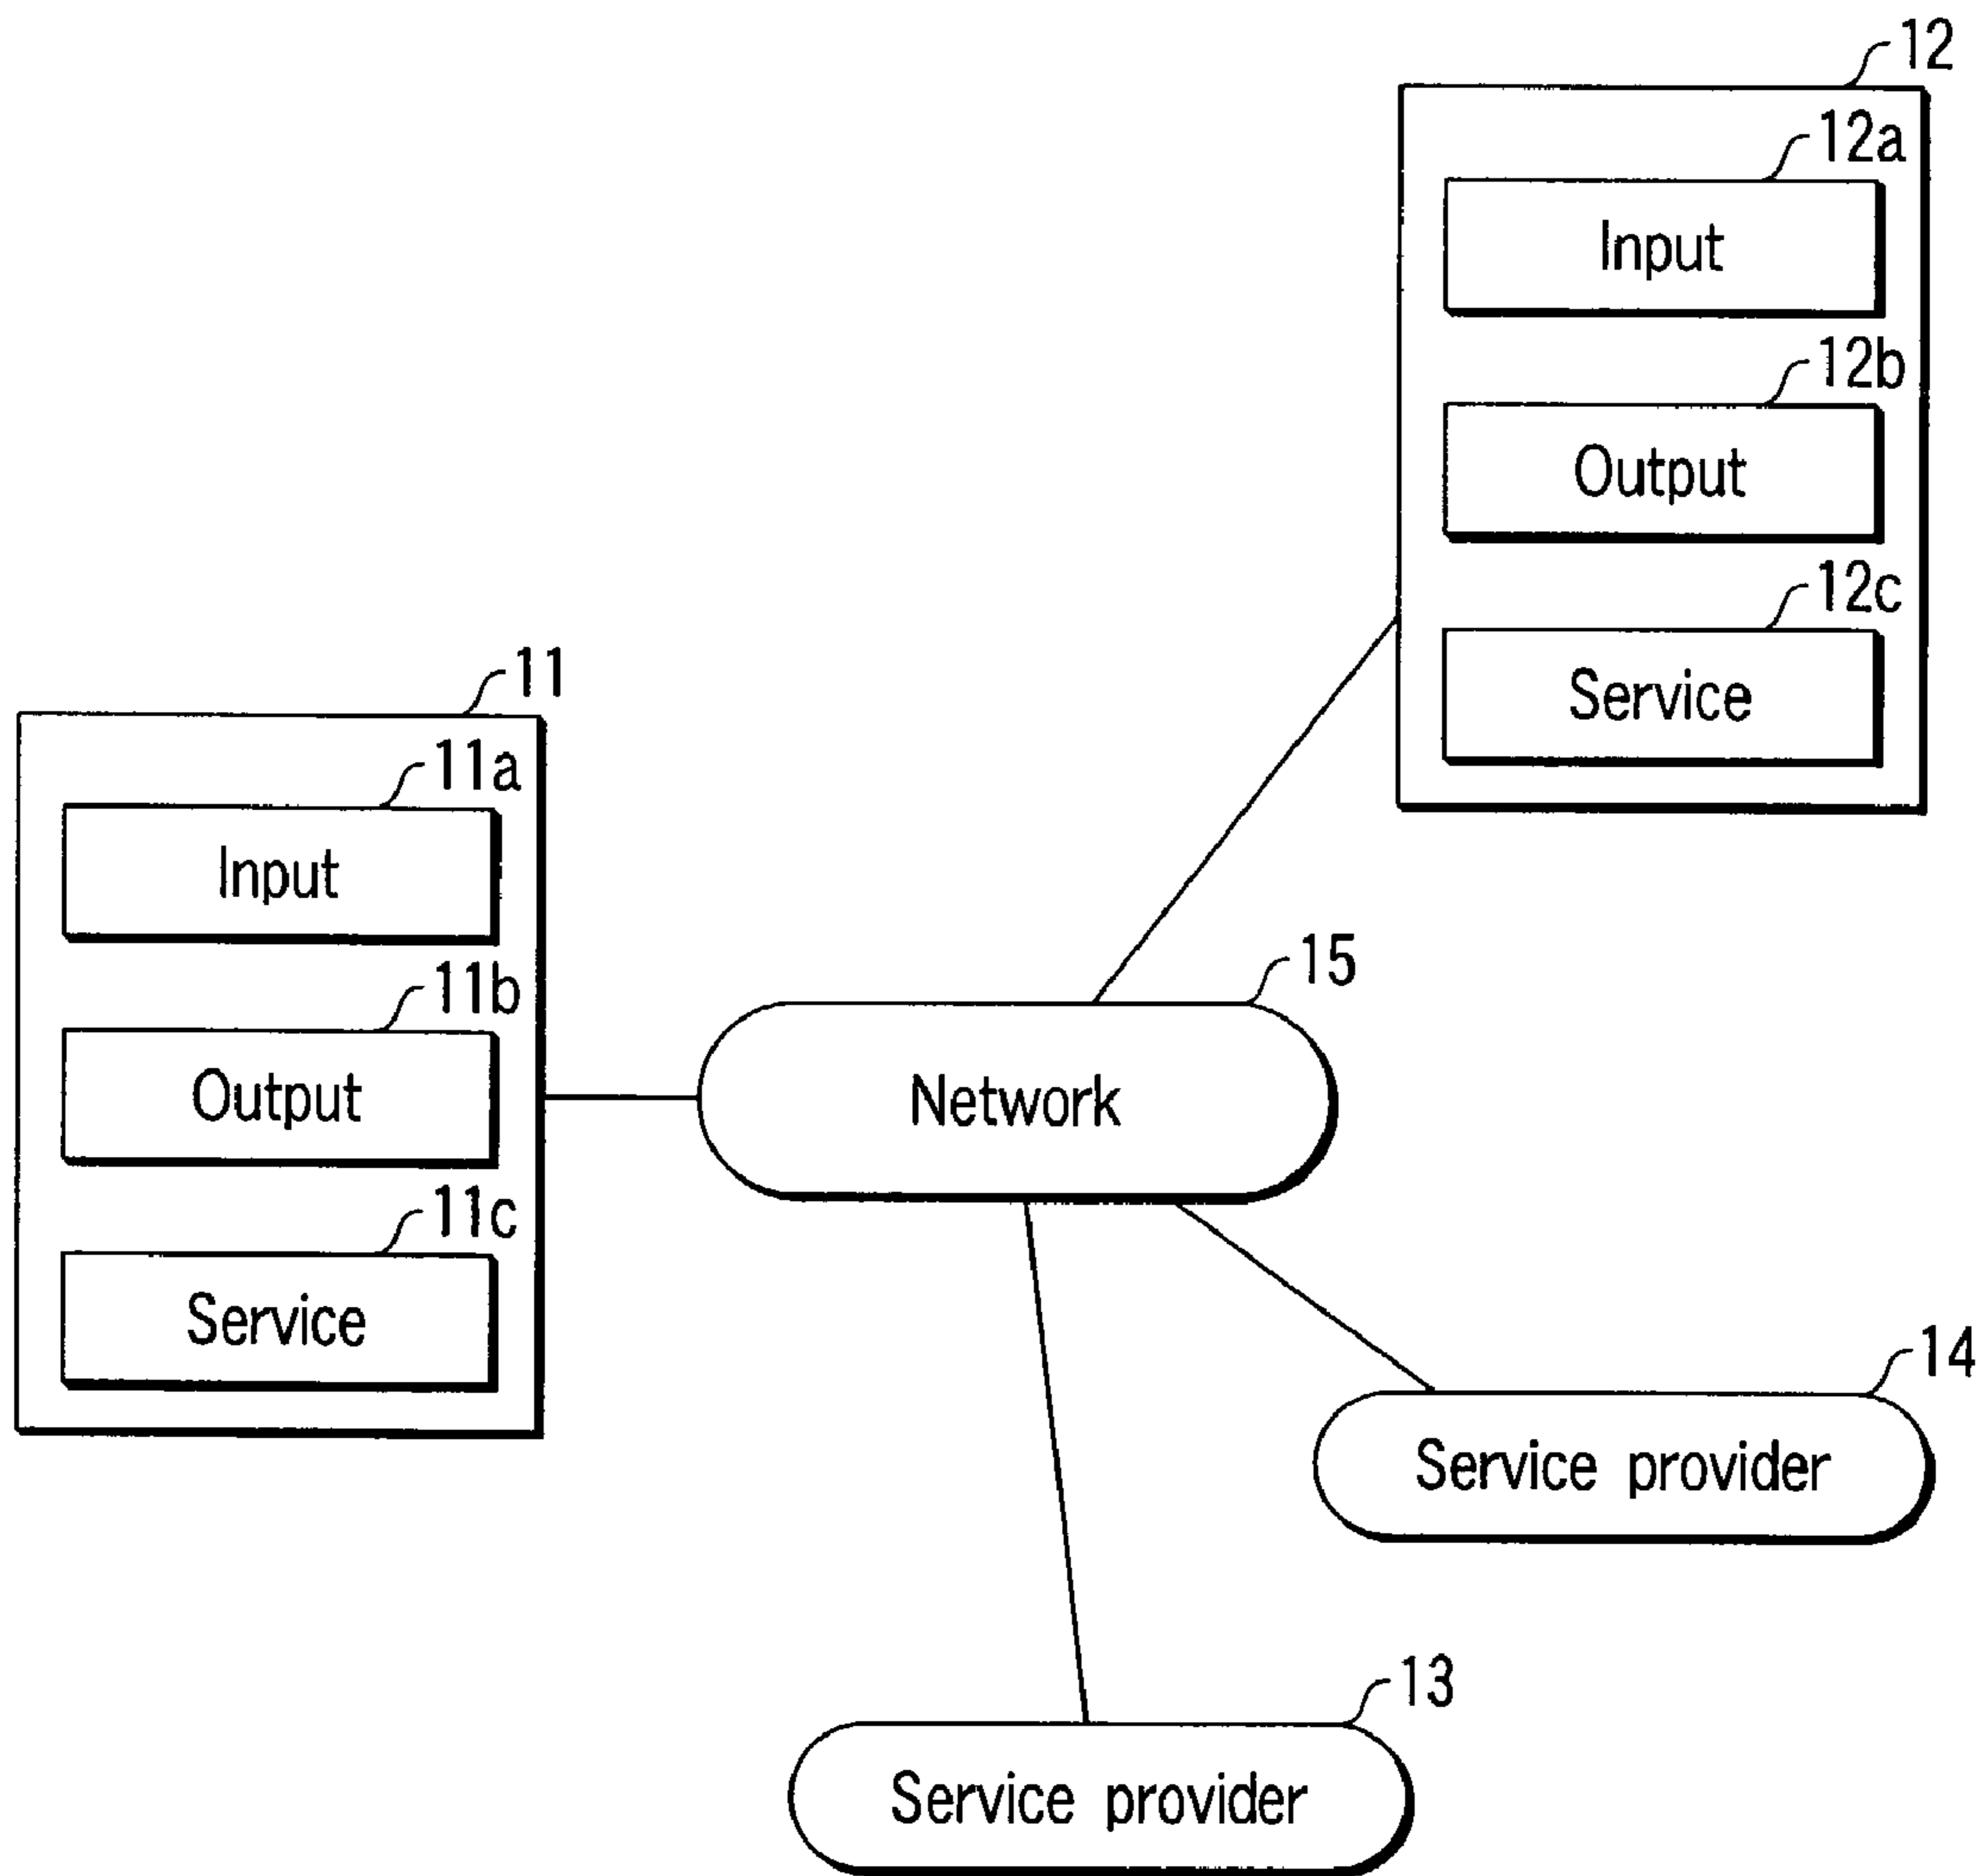 12
12a
Input
12b
Output
12c
Service
11
11a
Input
11b
Output
11c
Service
15
Network
14
Service provider
13
Service provider